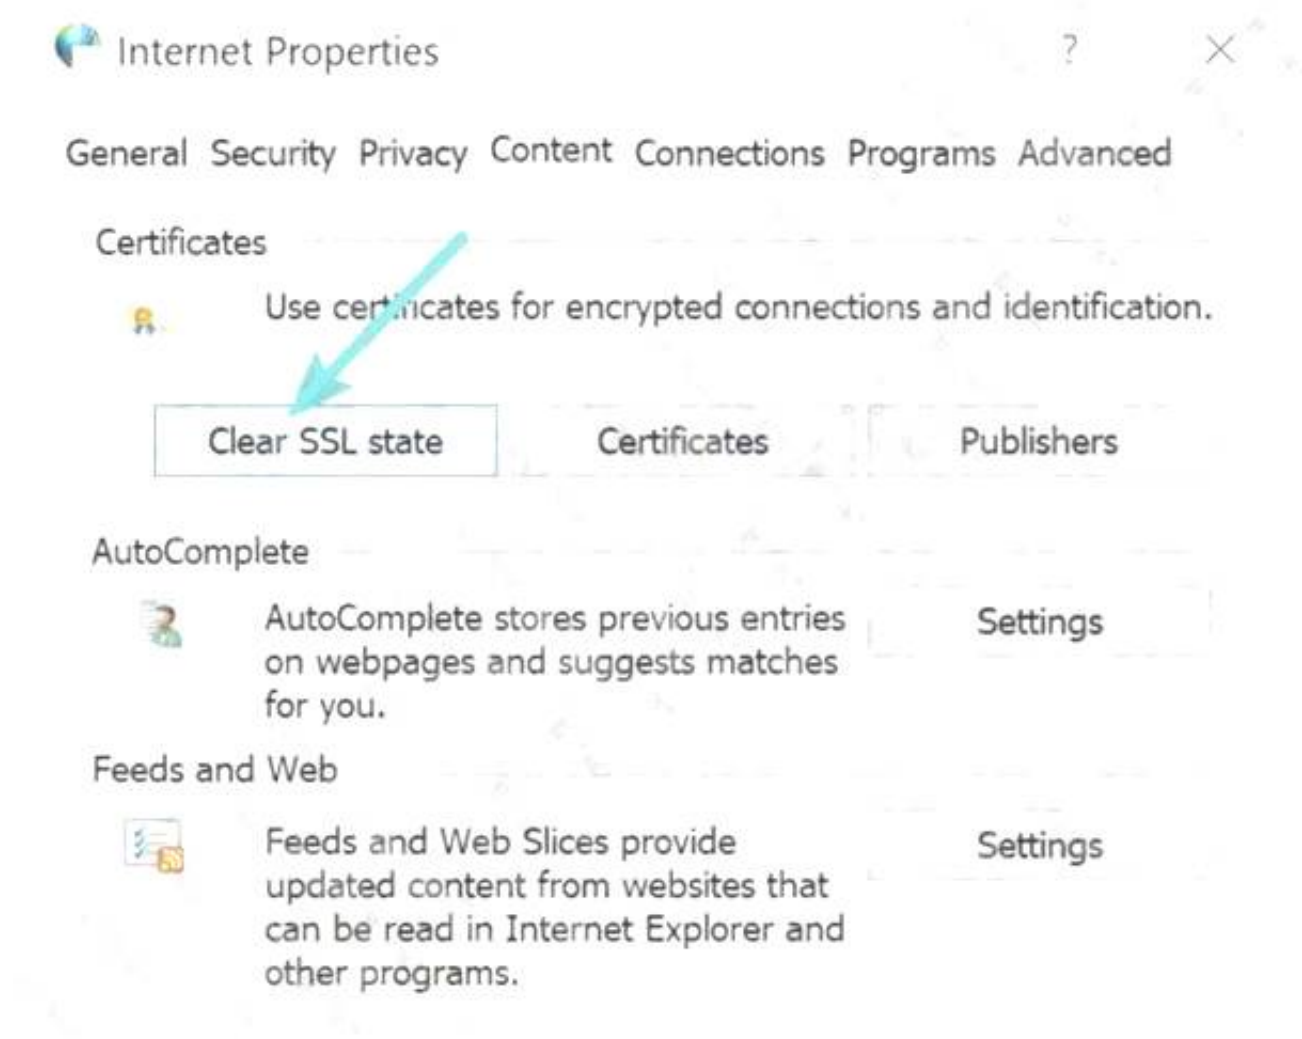 Internet Properties ? ×
General Security Privacy Content Connections Programs Advanced
Certificates
Use certificates for encrypted connections and identification.
Clear SSL state Certificates Publishers
AutoComplete
AutoComplete stores previous entries
on webpages and suggests matches
for you.
Settings
Feeds and Web
Feeds and Web Slices provide
updated content from websites that
can be read in Internet Explorer and
other programs.
Settings